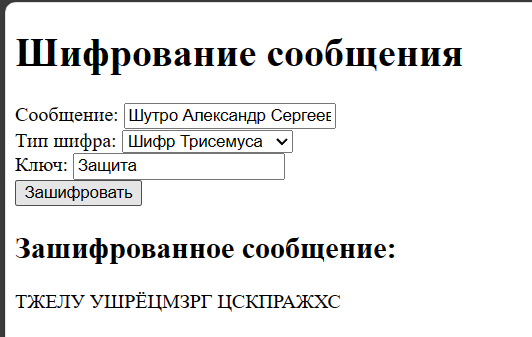 Шифрование сообщения
Сообщение: Шутро Александр Сергеев
Тип шифра: Шифр Трисемуса
Ключ: Защита
Зашифровать
Зашифрованное сообщение:
ТЖЕЛУ УШРЁЦМЗРГ ЦСКПРАЖХС